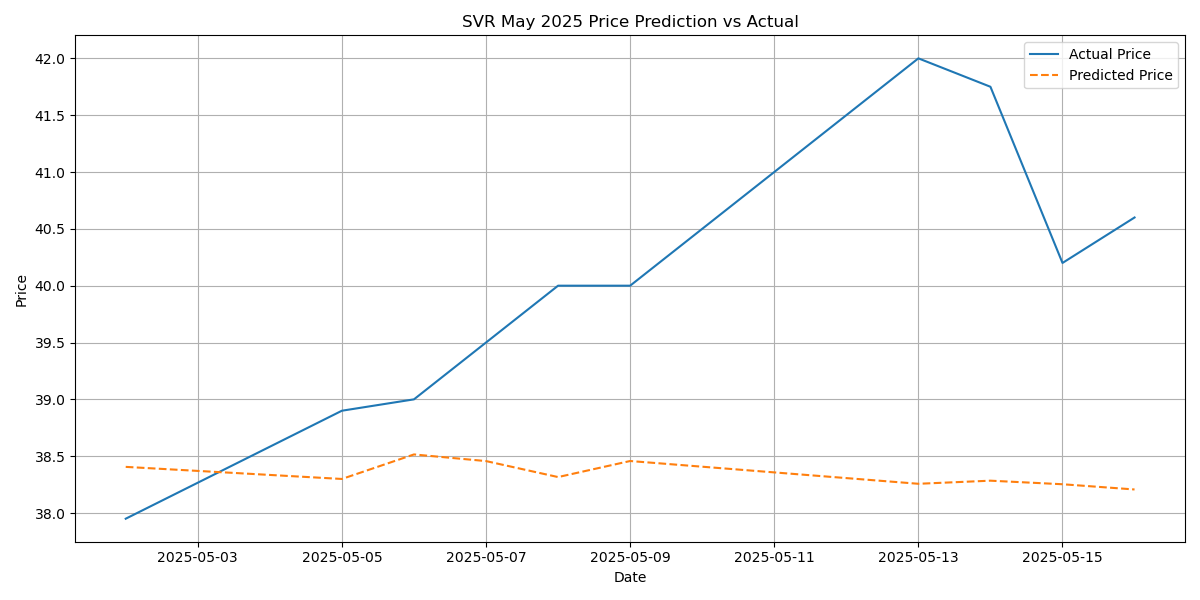 SVR May 2025 Price Prediction vs Actual
Actual Price
Predicted Price
42.0
41.5
41.0
40.5
40.0
39.5
39.0
38.5
38.0
Price
2025-05-03 2025-05-05 2025-05-07 2025-05-09 2025-05-11 2025-05-13 2025-05-15
Date